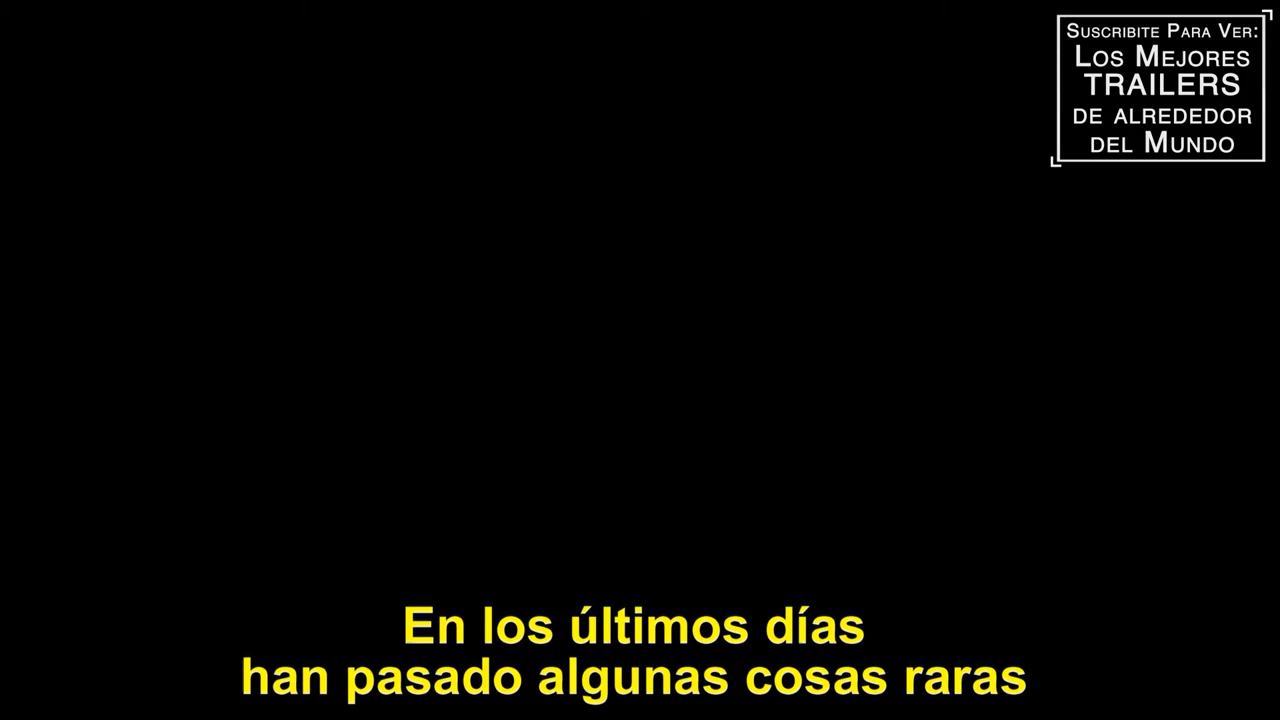 Suscribite Para Ver:
Los Mejores
TRAILERS
de alrededor
del Mundo
En los últimos días
han pasado algunas cosas raras